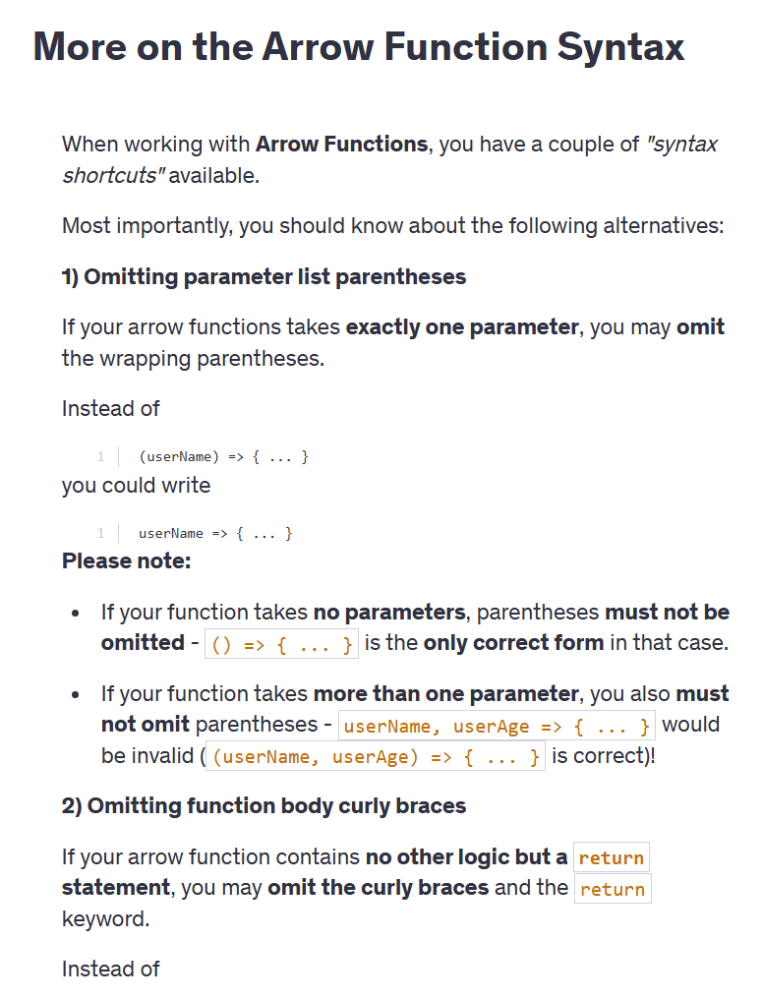 More on the Arrow Function Syntax
When working with Arrow Functions, you have a couple of "syntax
shortcuts" available.
Most importantly, you should know about the following alternatives:
1) Omitting parameter list parentheses
If your arrow functions takes exactly one parameter, you may omit
the wrapping parentheses.
Instead of
1 (userName) => { ... }
you could write
1 userName => { ... }
Please note:
• If your function takes no parameters, parentheses must not be
omitted - () => { ... } is the only correct form in that case.
• If your function takes more than one parameter, you also must
not omit parentheses - userName, userAge => { ... } would
be invalid ( (userName, userAge) => { ... } is correct)!
2) Omitting function body curly braces
If your arrow function contains no other logic but a return
statement, you may omit the curly braces and the return
keyword.
Instead of